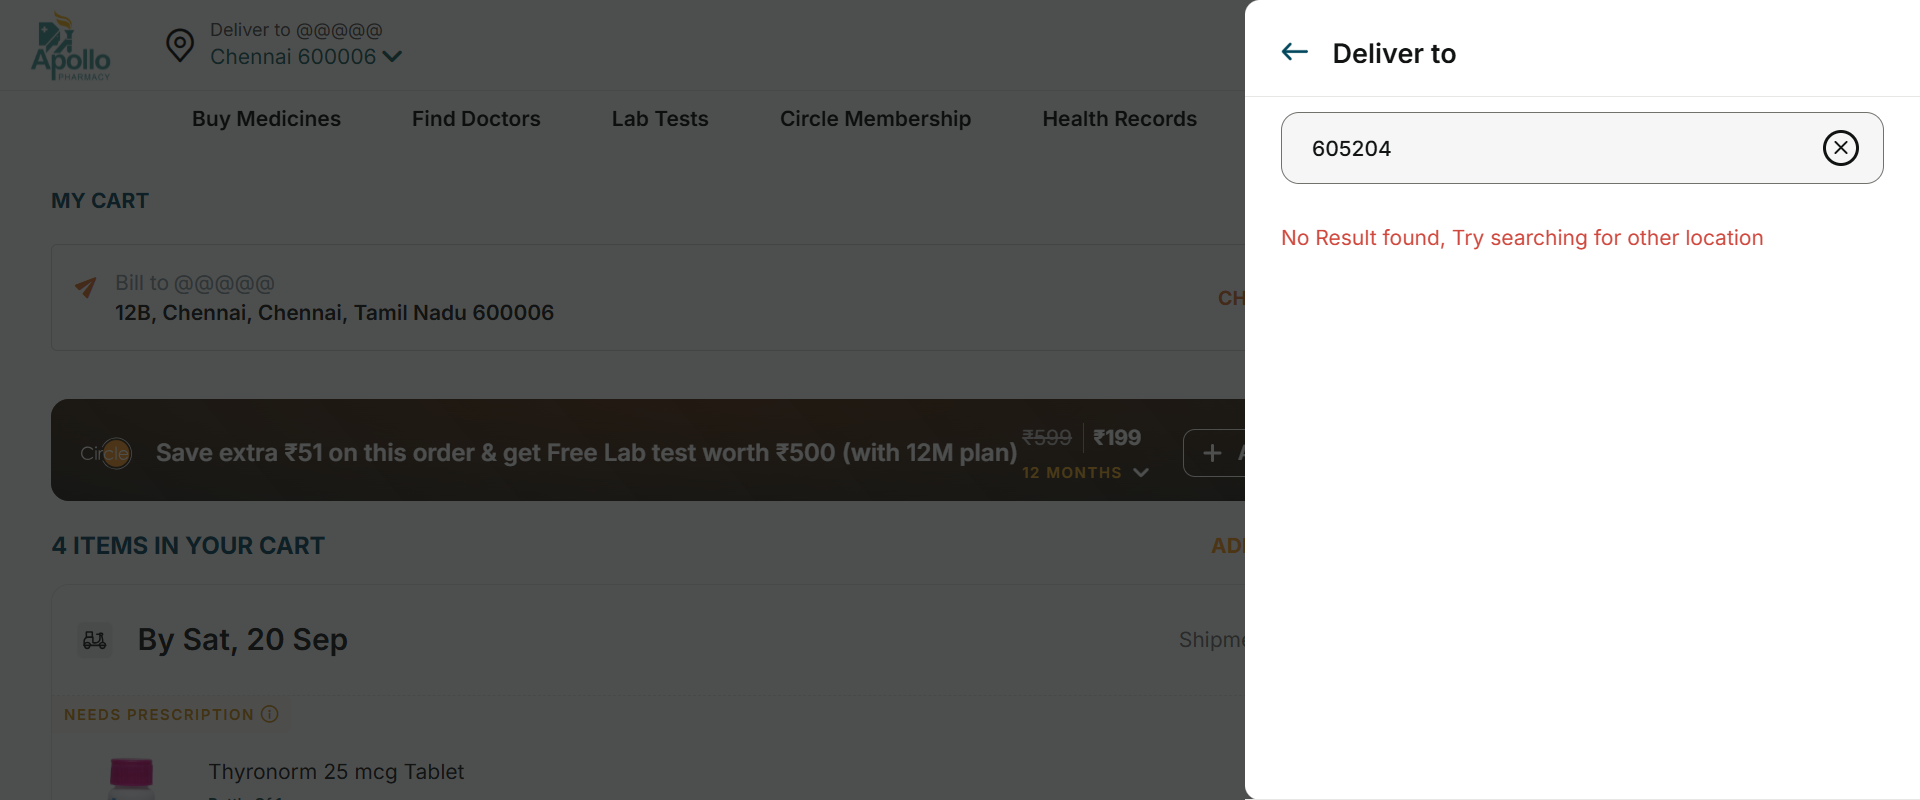 Apollo
PHARMACY
Deliver to @@@@@
Chennai 600006
Buy Medicines
Find Doctors
Lab Tests
Circle Membership
Health Records
MY CART
Bill to @@@@@
12B, Chennai, Chennai, Tamil Nadu 600006
Circle
Save extra ₹51 on this order & get Free Lab test worth ₹500 (with 12M plan)
₹599 ₹199
12 MONTHS
4 ITEMS IN YOUR CART
By Sat, 20 Sep
NEEDS PRESCRIPTION
Thyronorm 25 mcg Tablet
Deliver to
605204
No Result found, Try searching for other location